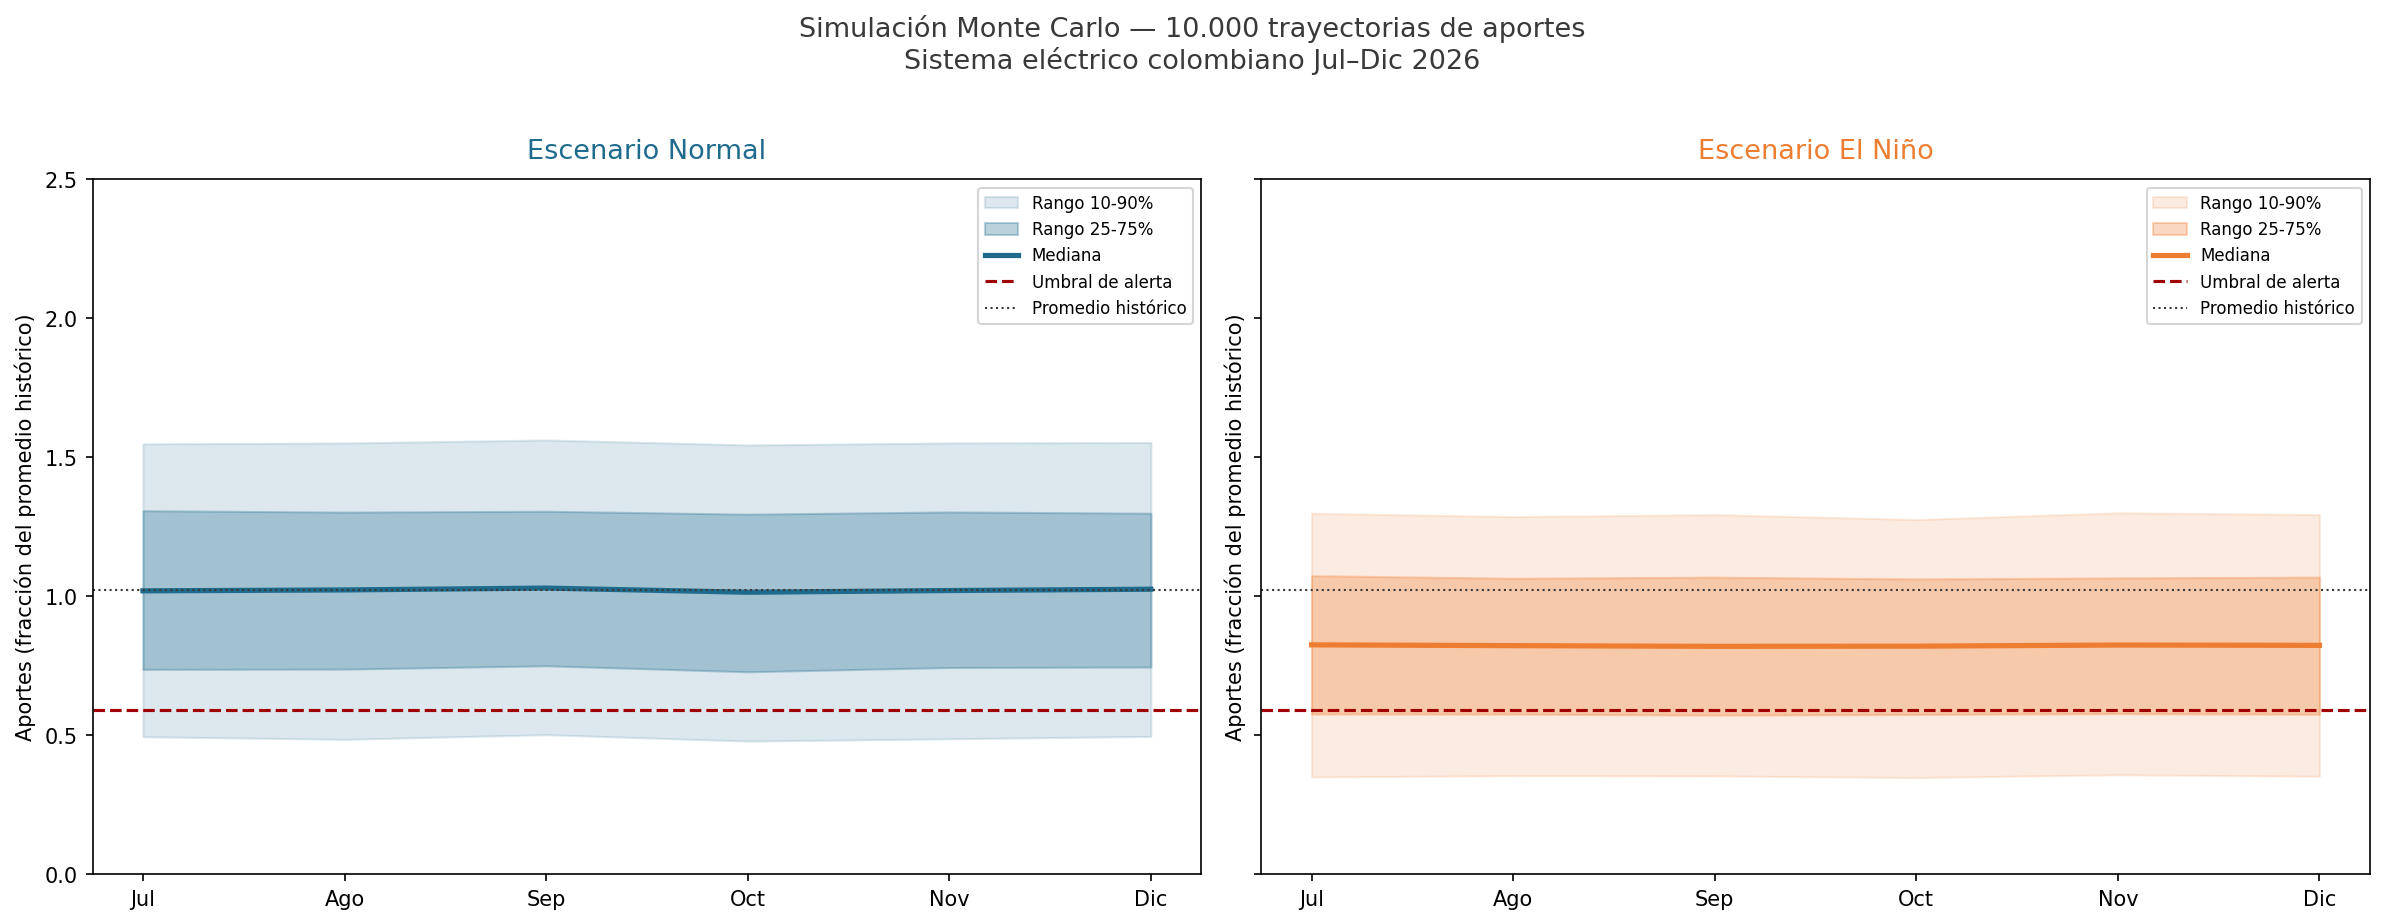 Simulación Monte Carlo — 10.000 trayectorias de aportes
Sistema eléctrico colombiano Jul–Dic 2026
Escenario Normal
Aportes (fracción del promedio histórico)
2.5
2.0
1.5
1.0
0.5
0.0
Rango 10-90%
Rango 25-75%
Mediana
Umbral de alerta
Promedio histórico
Jul Ago Sep Oct Nov Dic
Escenario El Niño
Aportes (fracción del promedio histórico)
Rango 10-90%
Rango 25-75%
Mediana
Umbral de alerta
Promedio histórico
Jul Ago Sep Oct Nov Dic